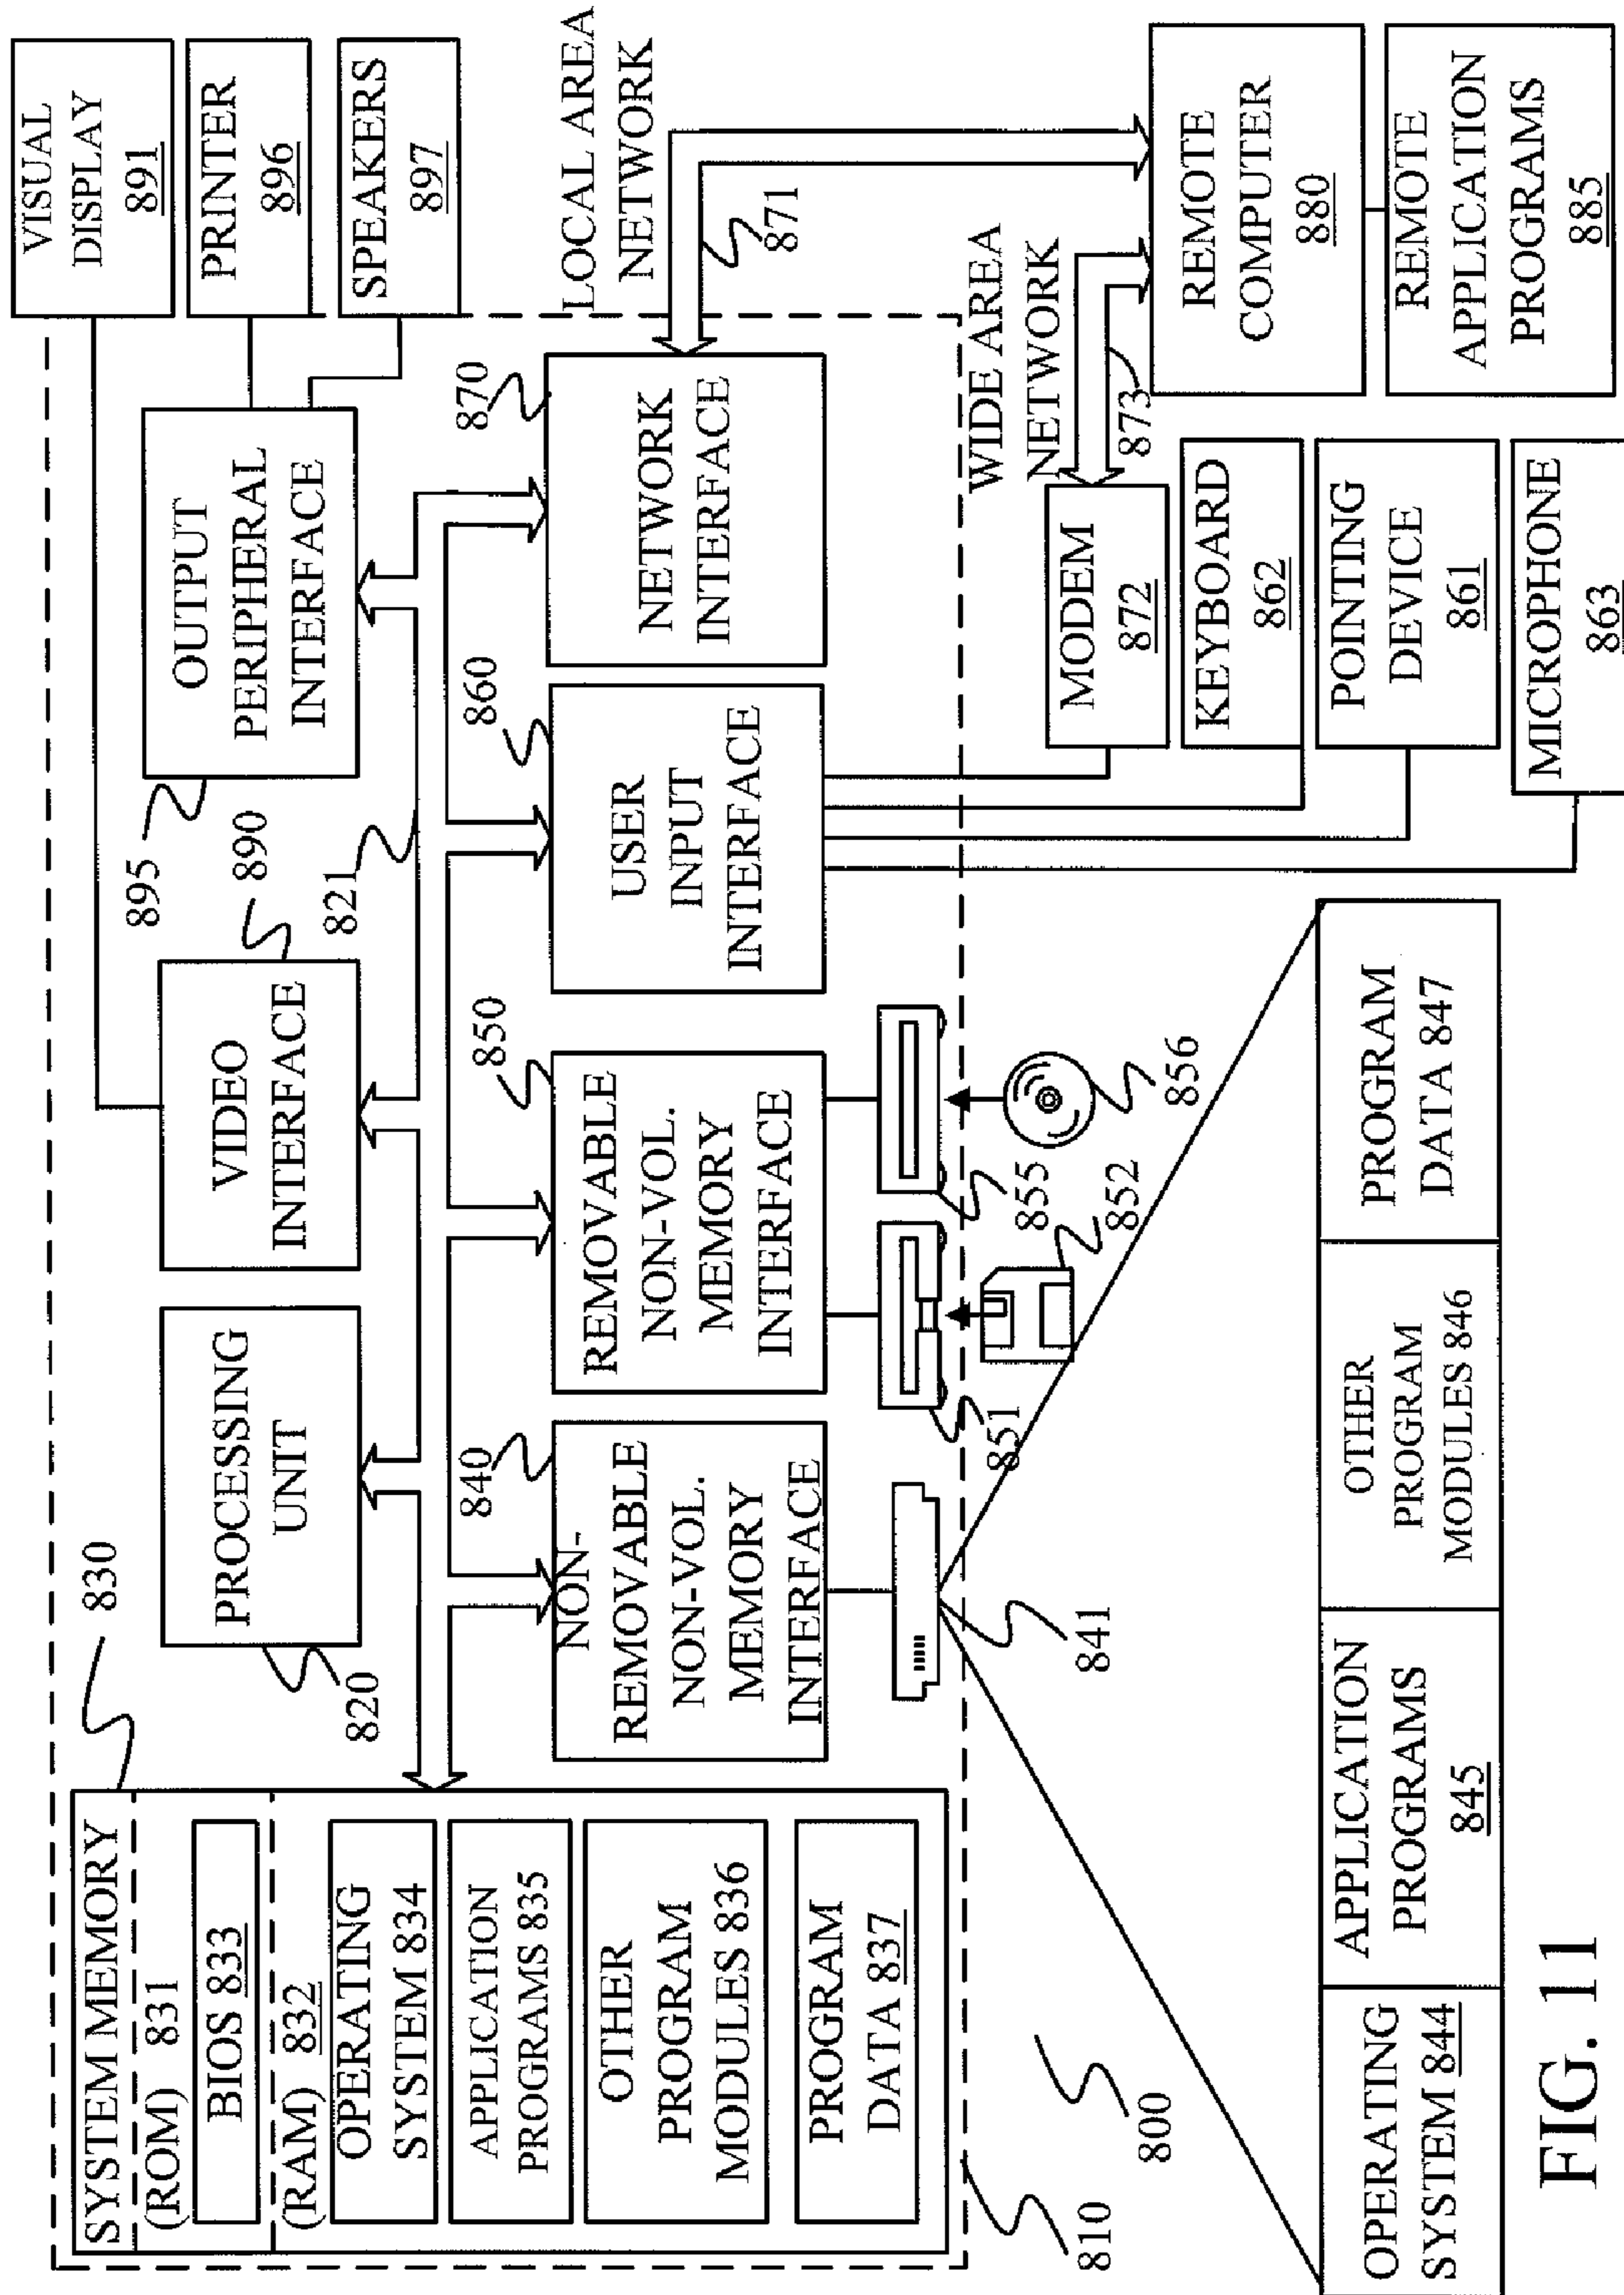 SYSTEM MEMORY
(ROM) 831
BIOS 833
(RAM) 832
OPERATING
SYSTEM 834
APPLICATION
PROGRAMS 835
OTHER
PROGRAM
MODULES 836
PROGRAM
DATA 837
830
820
PROCESSING
UNIT
VIDEO
INTERFACE
890
895
OUTPUT
PERIPHERAL
INTERFACE
821
VISUAL
DISPLAY
891
PRINTER
896
SPEAKERS
897
840
NON-
REMOVABLE
NON-VOL.
MEMORY
INTERFACE
850
REMOVABLE
NON-VOL.
MEMORY
INTERFACE
860
USER
INPUT
INTERFACE
870
NETWORK
INTERFACE
LOCAL AREA
NETWORK
871
841
851
852
855
856
WIDE AREA
NETWORK
873
MODEM
872
KEYBOARD
862
POINTING
DEVICE
861
MICROPHONE
863
REMOTE
COMPUTER
880
REMOTE
APPLICATION
PROGRAMS
885
810
800
OPERATING
SYSTEM 844
APPLICATION
PROGRAMS
845
OTHER
PROGRAM
MODULES 846
PROGRAM
DATA 847
FIG. 11